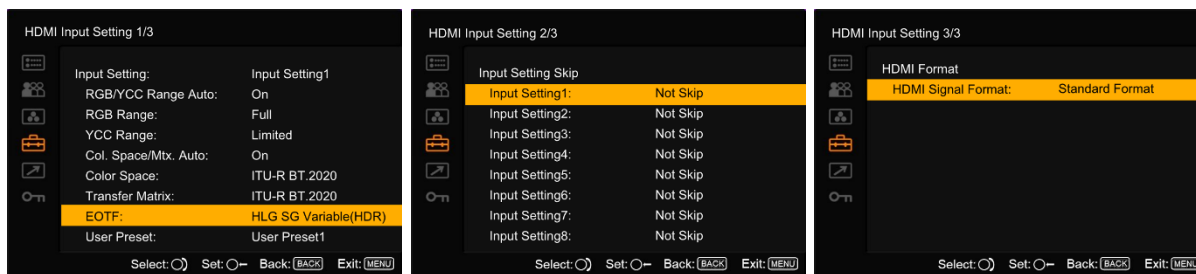 HDMI Input Setting 1/3
Input Setting: Input Setting1
RGB/YCC Range Auto: On
RGB Range: Full
YCC Range: Limited
Col. Space/Mtx. Auto: On
Color Space: ITU-R BT.2020
Transfer Matrix: ITU-R BT.2020
EOTF: HLG SG Variable(HDR)
User Preset: User Preset1
Select: Set: Back: BACK Exit: MENU
HDMI Input Setting 2/3
Input Setting Skip
Input Setting1: Not Skip
Input Setting2: Not Skip
Input Setting3: Not Skip
Input Setting4: Not Skip
Input Setting5: Not Skip
Input Setting6: Not Skip
Input Setting7: Not Skip
Input Setting8: Not Skip
Select: Set: Back: BACK Exit: MENU
HDMI Input Setting 3/3
HDMI Format
HDMI Signal Format: Standard Format
Select: Set: Back: BACK Exit: MENU